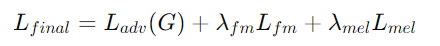 L_{final} = L_{adv}(G) + λ_{fm}L_{fm} + λ_{mel}L_{mel}